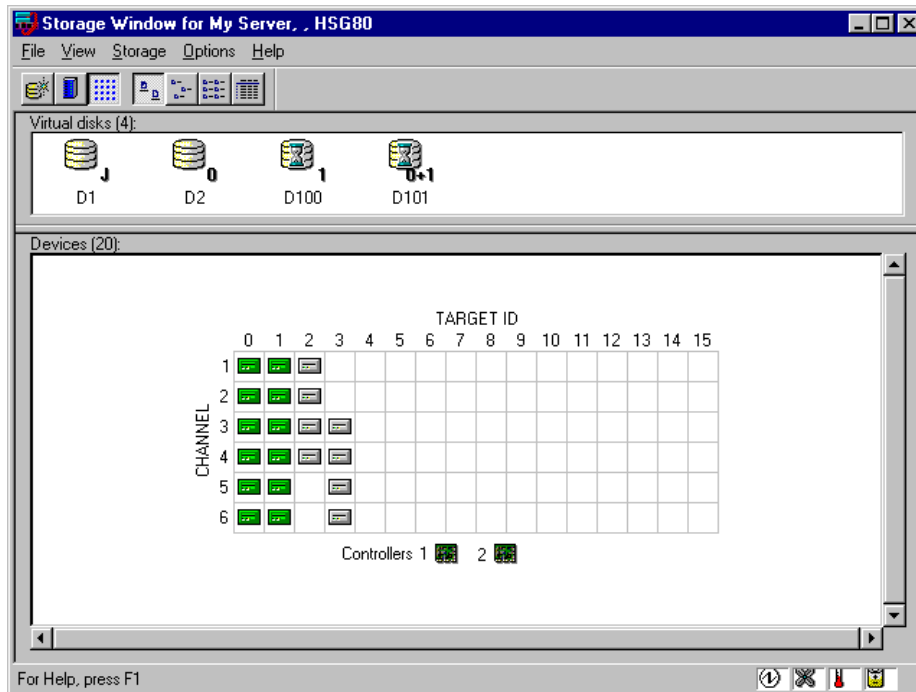 Storage Window for My Server, , HSG80
File View Storage Options Help
Virtual disks (4):
J 0 1 0+1
D1 D2 D100 D101
Devices (20):
TARGET ID
0 1 2 3 4 5 6 7 8 9 10 11 12 13 14 15
CHANNEL
1
2
3
4
5
6
Controllers 1 2
For Help, press F1